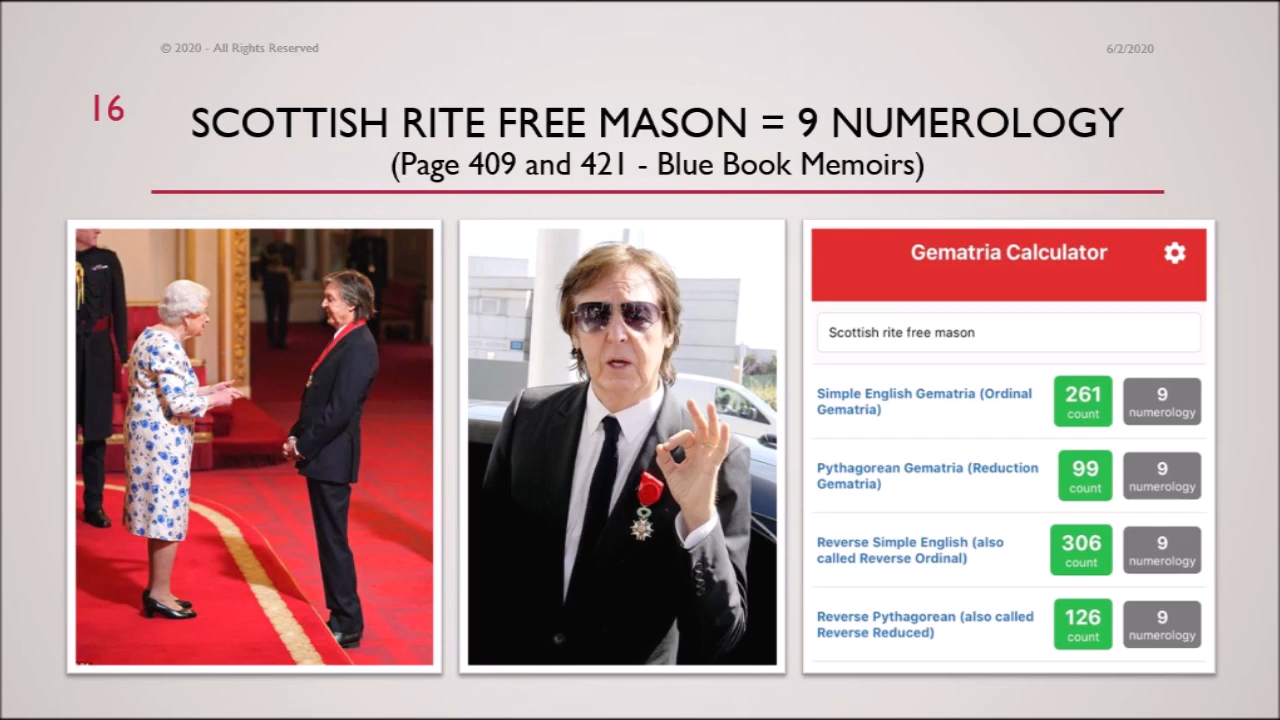 © 2020 - All Rights Reserved
6/2/2020
16
SCOTTISH RITE FREE MASON = 9 NUMEROLOGY
(Page 409 and 421 - Blue Book Memoirs)
Gematria Calculator
Scottish rite free mason
Simple English Gematria (Ordinal
Gematria)
261
count
9
numerology
Pythagorean Gematria (Reduction
Gematria)
99
count
9
numerology
Reverse Simple English (also
called Reverse Ordinal)
306
count
9
numerology
Reverse Pythagorean (also called
Reverse Reduced)
126
count
9
numerology